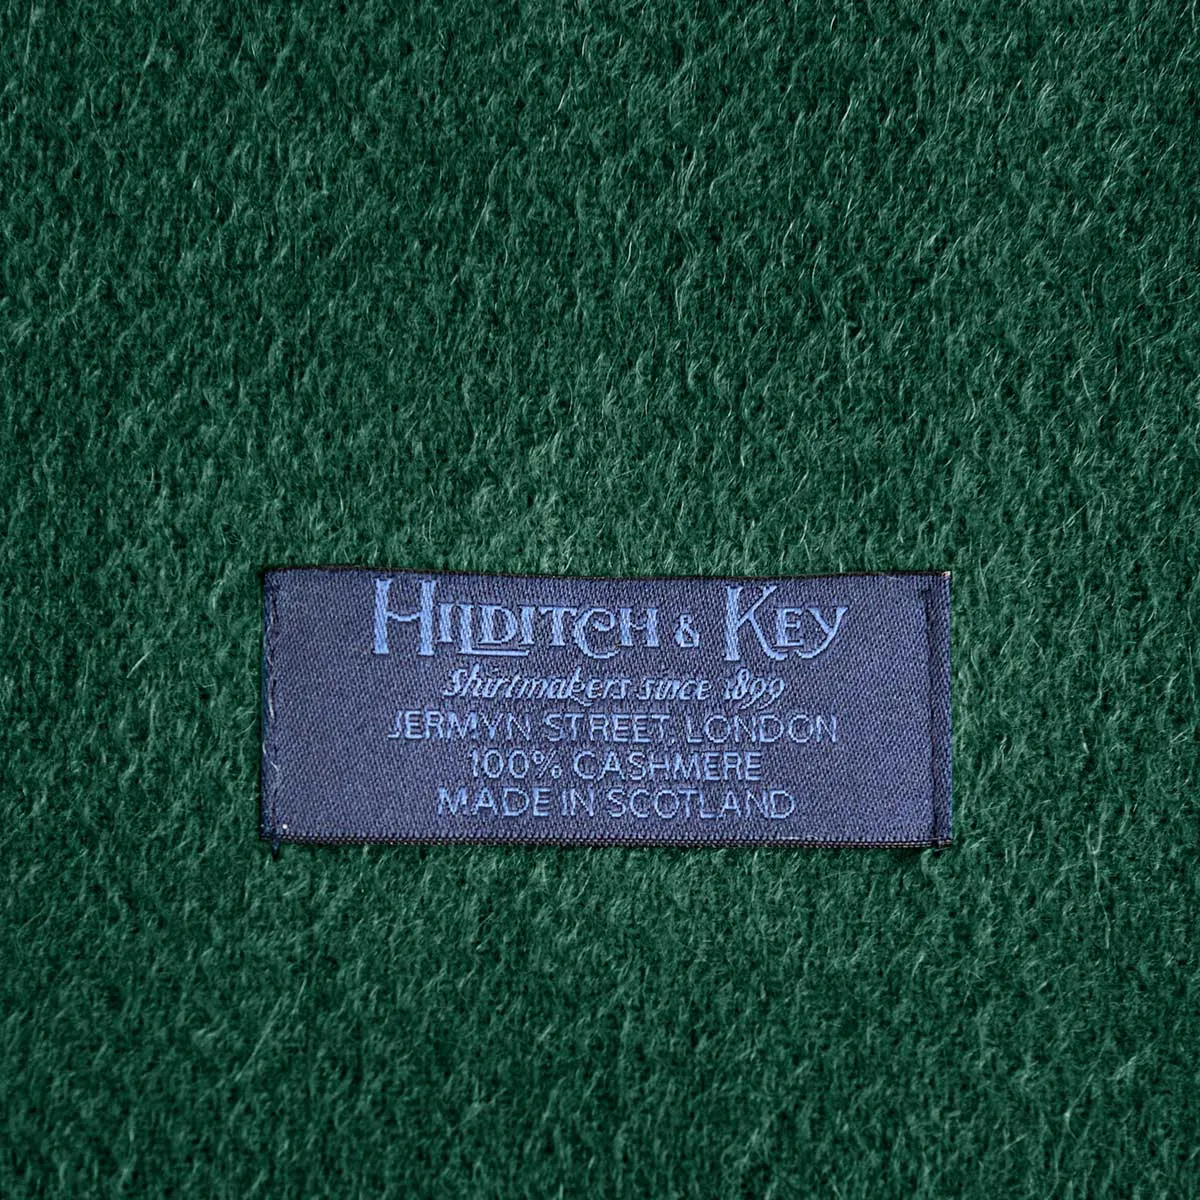 HILDITCH & KEY
Shirtmakers since 1899
JERMYN STREET, LONDON
100% CASHMERE
MADE IN SCOTLAND